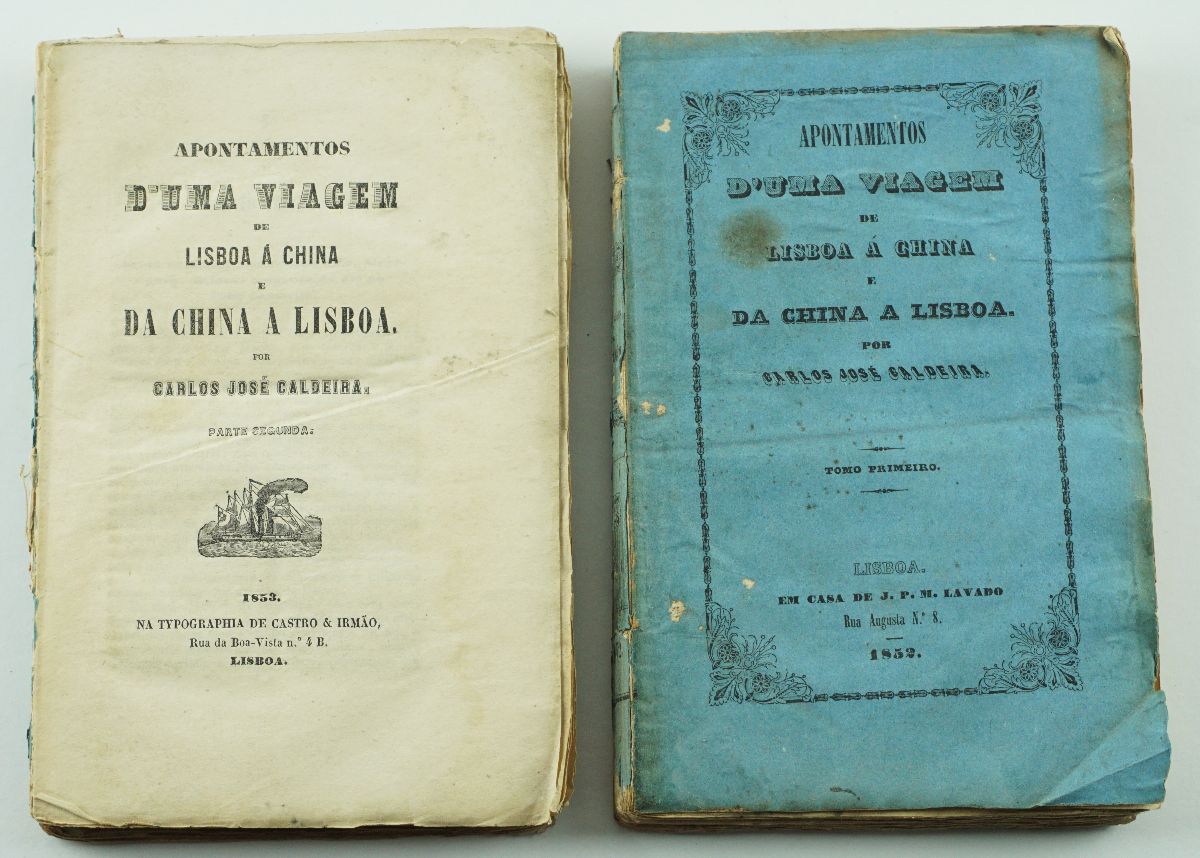 APONTAMENTOS
D'UMA VIAGEM
DE
LISBOA Á CHINA
E
DA CHINA A LISBOA.
POR
CARLOS JOSÉ CALDEIRA.
PARTE SEGUNDA.
1853.
NA TYPOGRAPHIA DE CASTRO & IRMÃO,
Rua da Boa-Vista n.º 4 B.
LISBOA.
APONTAMENTOS
D'UMA VIAGEM
DE
LISBOA Á CHINA
E
DA CHINA A LISBOA.
POR
CARLOS JOSÉ CALDEIRA.
TOMO PRIMEIRO.
LISBOA.
EM CASA DE J. P. M. LAVADO
Rua Augusta N.º 8.
1852.